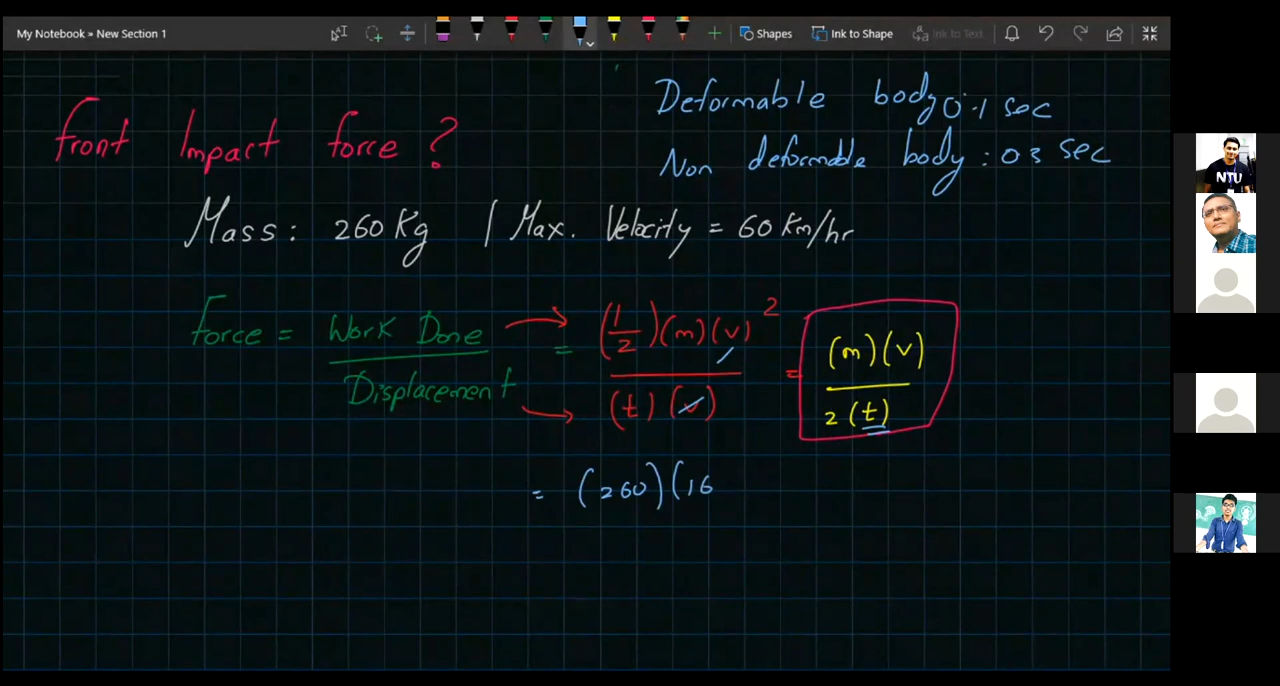 My Notebook » New Section 1
Shapes
Ink to Shape
Ink to Text
Front Impact force ?
Deformable body 0.1 sec
Non deformable body : 0 3 sec
Mass : 260 Kg / Max. Velocity = 60 Km/hr
force = Work Done / Displacement = (1/2)(m)(v)2 / (t)(v) = (m)(v) / 2(t)
= (260)(16
NTU